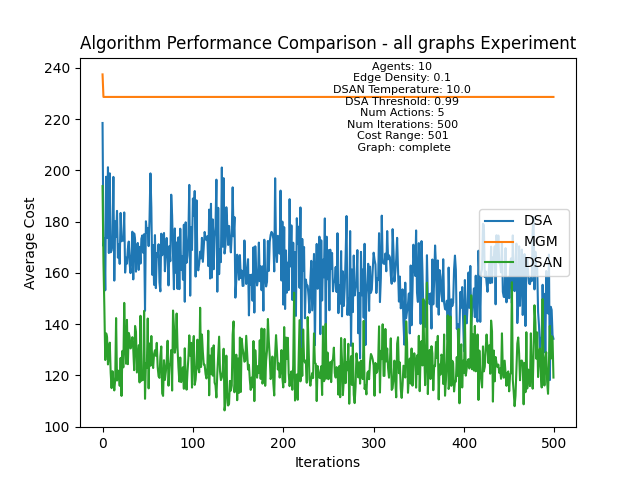 Algorithm Performance Comparison - all graphs Experiment
Agents: 10
Edge Density: 0.1
DSAN Temperature: 10.0
DSA Threshold: 0.99
Num Actions: 5
Num Iterations: 500
Cost Range: 501
Graph: complete
240
220
200
180
160
140
120
100
Average Cost
DSA
MGM
DSAN
0
100
200
300
400
500
Iterations